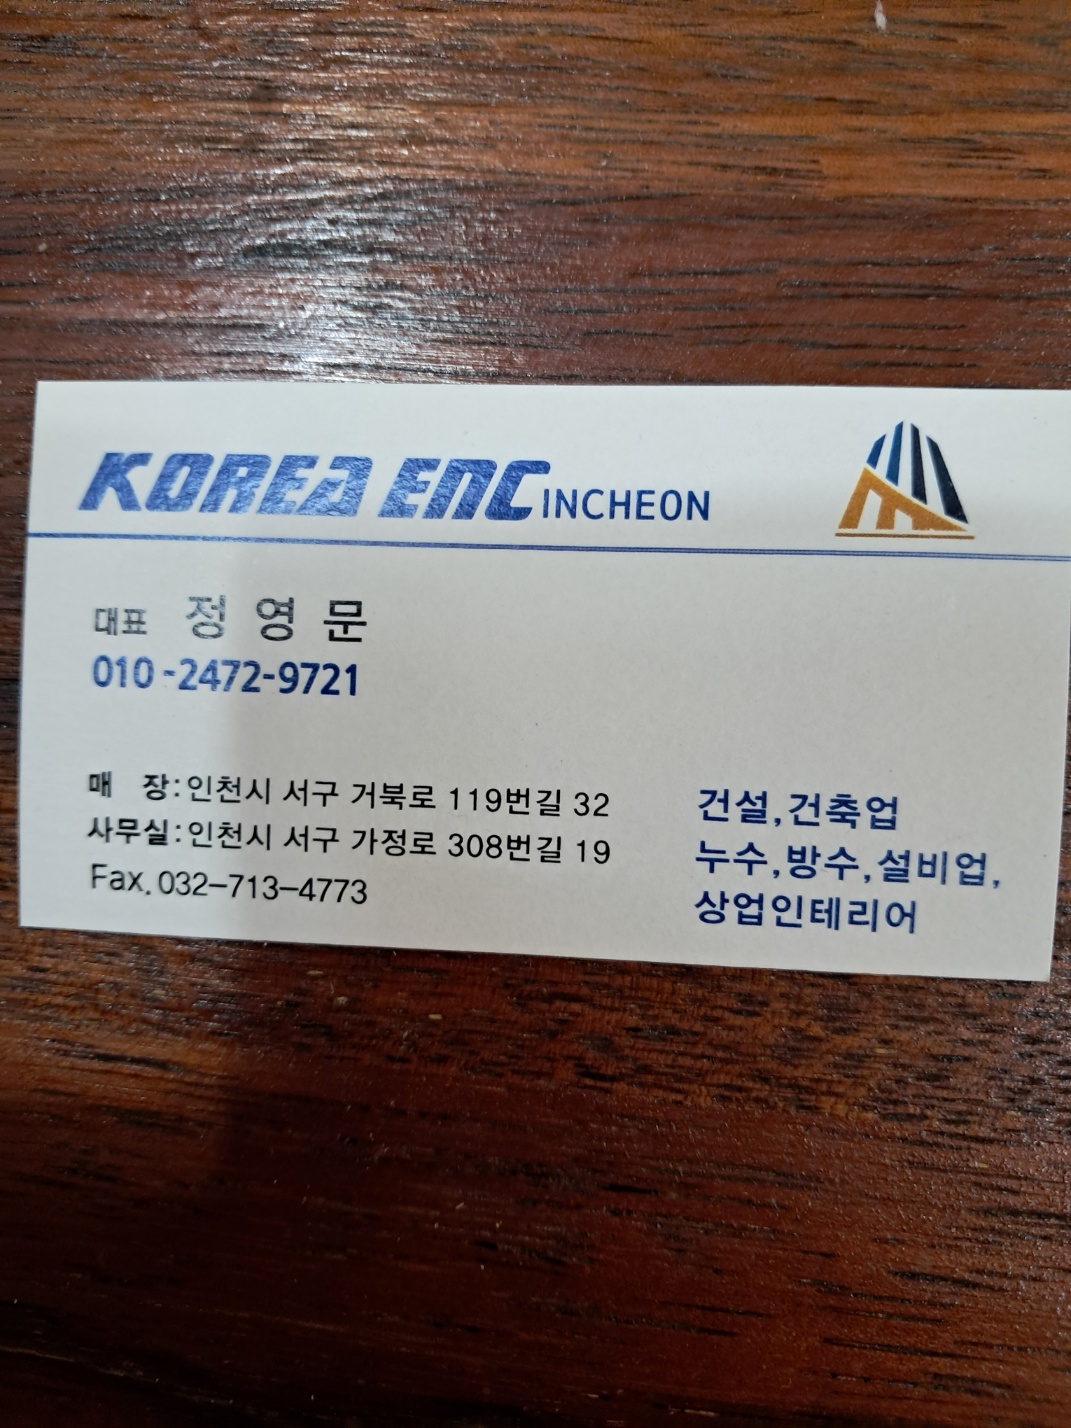 KOREA ENC INCHEON
대표 정영문
010-2472-9721
매 장:인천시 서구 거북로 119번길 32
사무실:인천시 서구 가정로 308번길 19
Fax.032-713-4773
건설,건축업
누수,방수,설비업,
상업인테리어